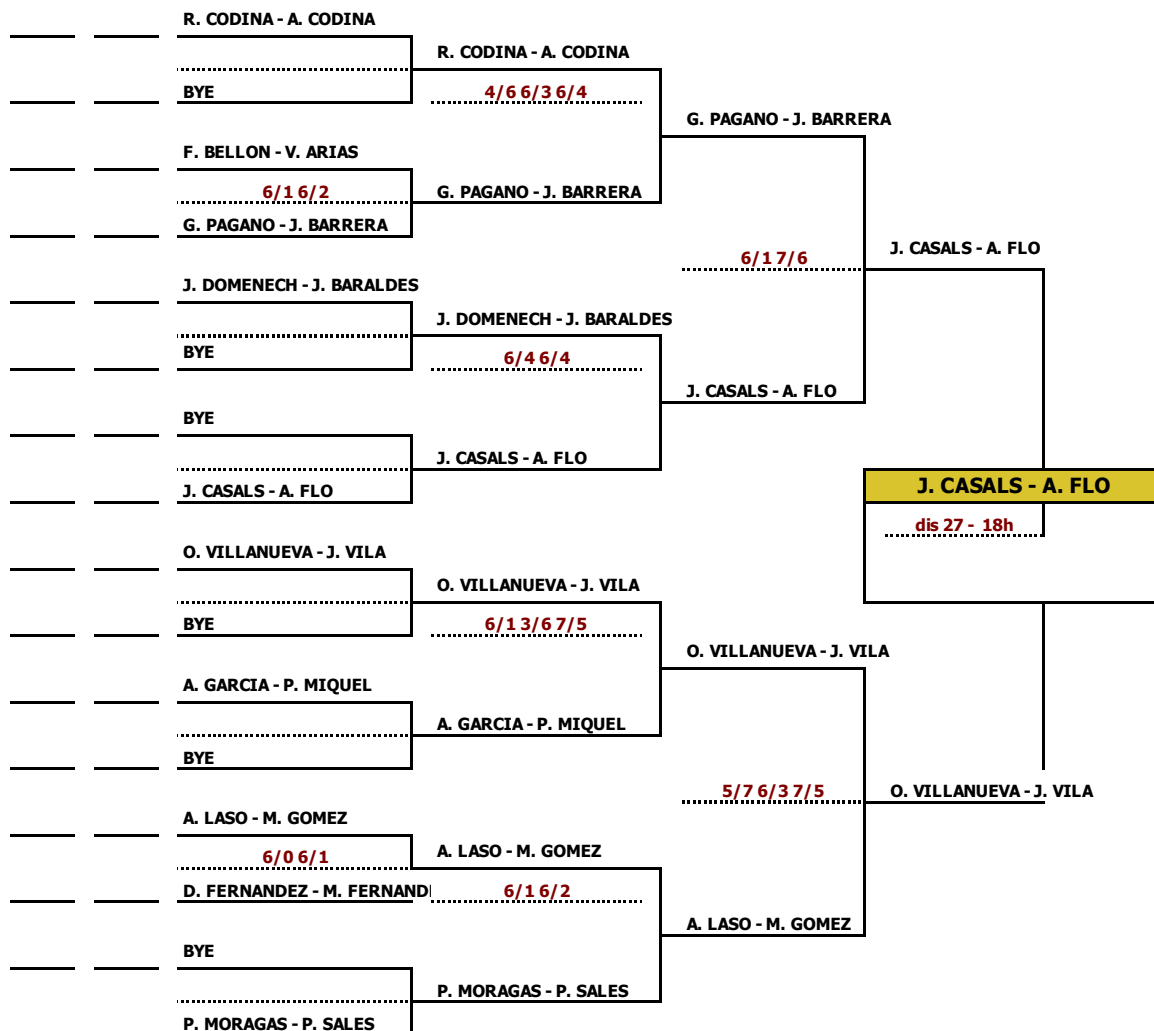 R. CODINA - A. CODINA
R. CODINA - A. CODINA
BYE
4/6 6/3 6/4
G. PAGANO - J. BARRERA
F. BELLON - V. ARIAS
6/1 6/2
G. PAGANO - J. BARRERA
G. PAGANO - J. BARRERA
6/1 7/6
J. CASALS - A. FLO
J. DOMENECH - J. BARALDES
J. DOMENECH - J. BARALDES
BYE
6/4 6/4
J. CASALS - A. FLO
BYE
J. CASALS - A. FLO
J. CASALS - A. FLO
J. CASALS - A. FLO
dis 27 - 18h
O. VILLANUEVA - J. VILA
O. VILLANUEVA - J. VILA
BYE
6/1 3/6 7/5
O. VILLANUEVA - J. VILA
A. GARCIA - P. MIQUEL
A. GARCIA - P. MIQUEL
BYE
5/7 6/3 7/5
O. VILLANUEVA - J. VILA
A. LASO - M. GOMEZ
6/0 6/1
A. LASO - M. GOMEZ
D. FERNANDEZ - M. FERNAND
6/1 6/2
A. LASO - M. GOMEZ
BYE
P. MORAGAS - P. SALES
P. MORAGAS - P. SALES